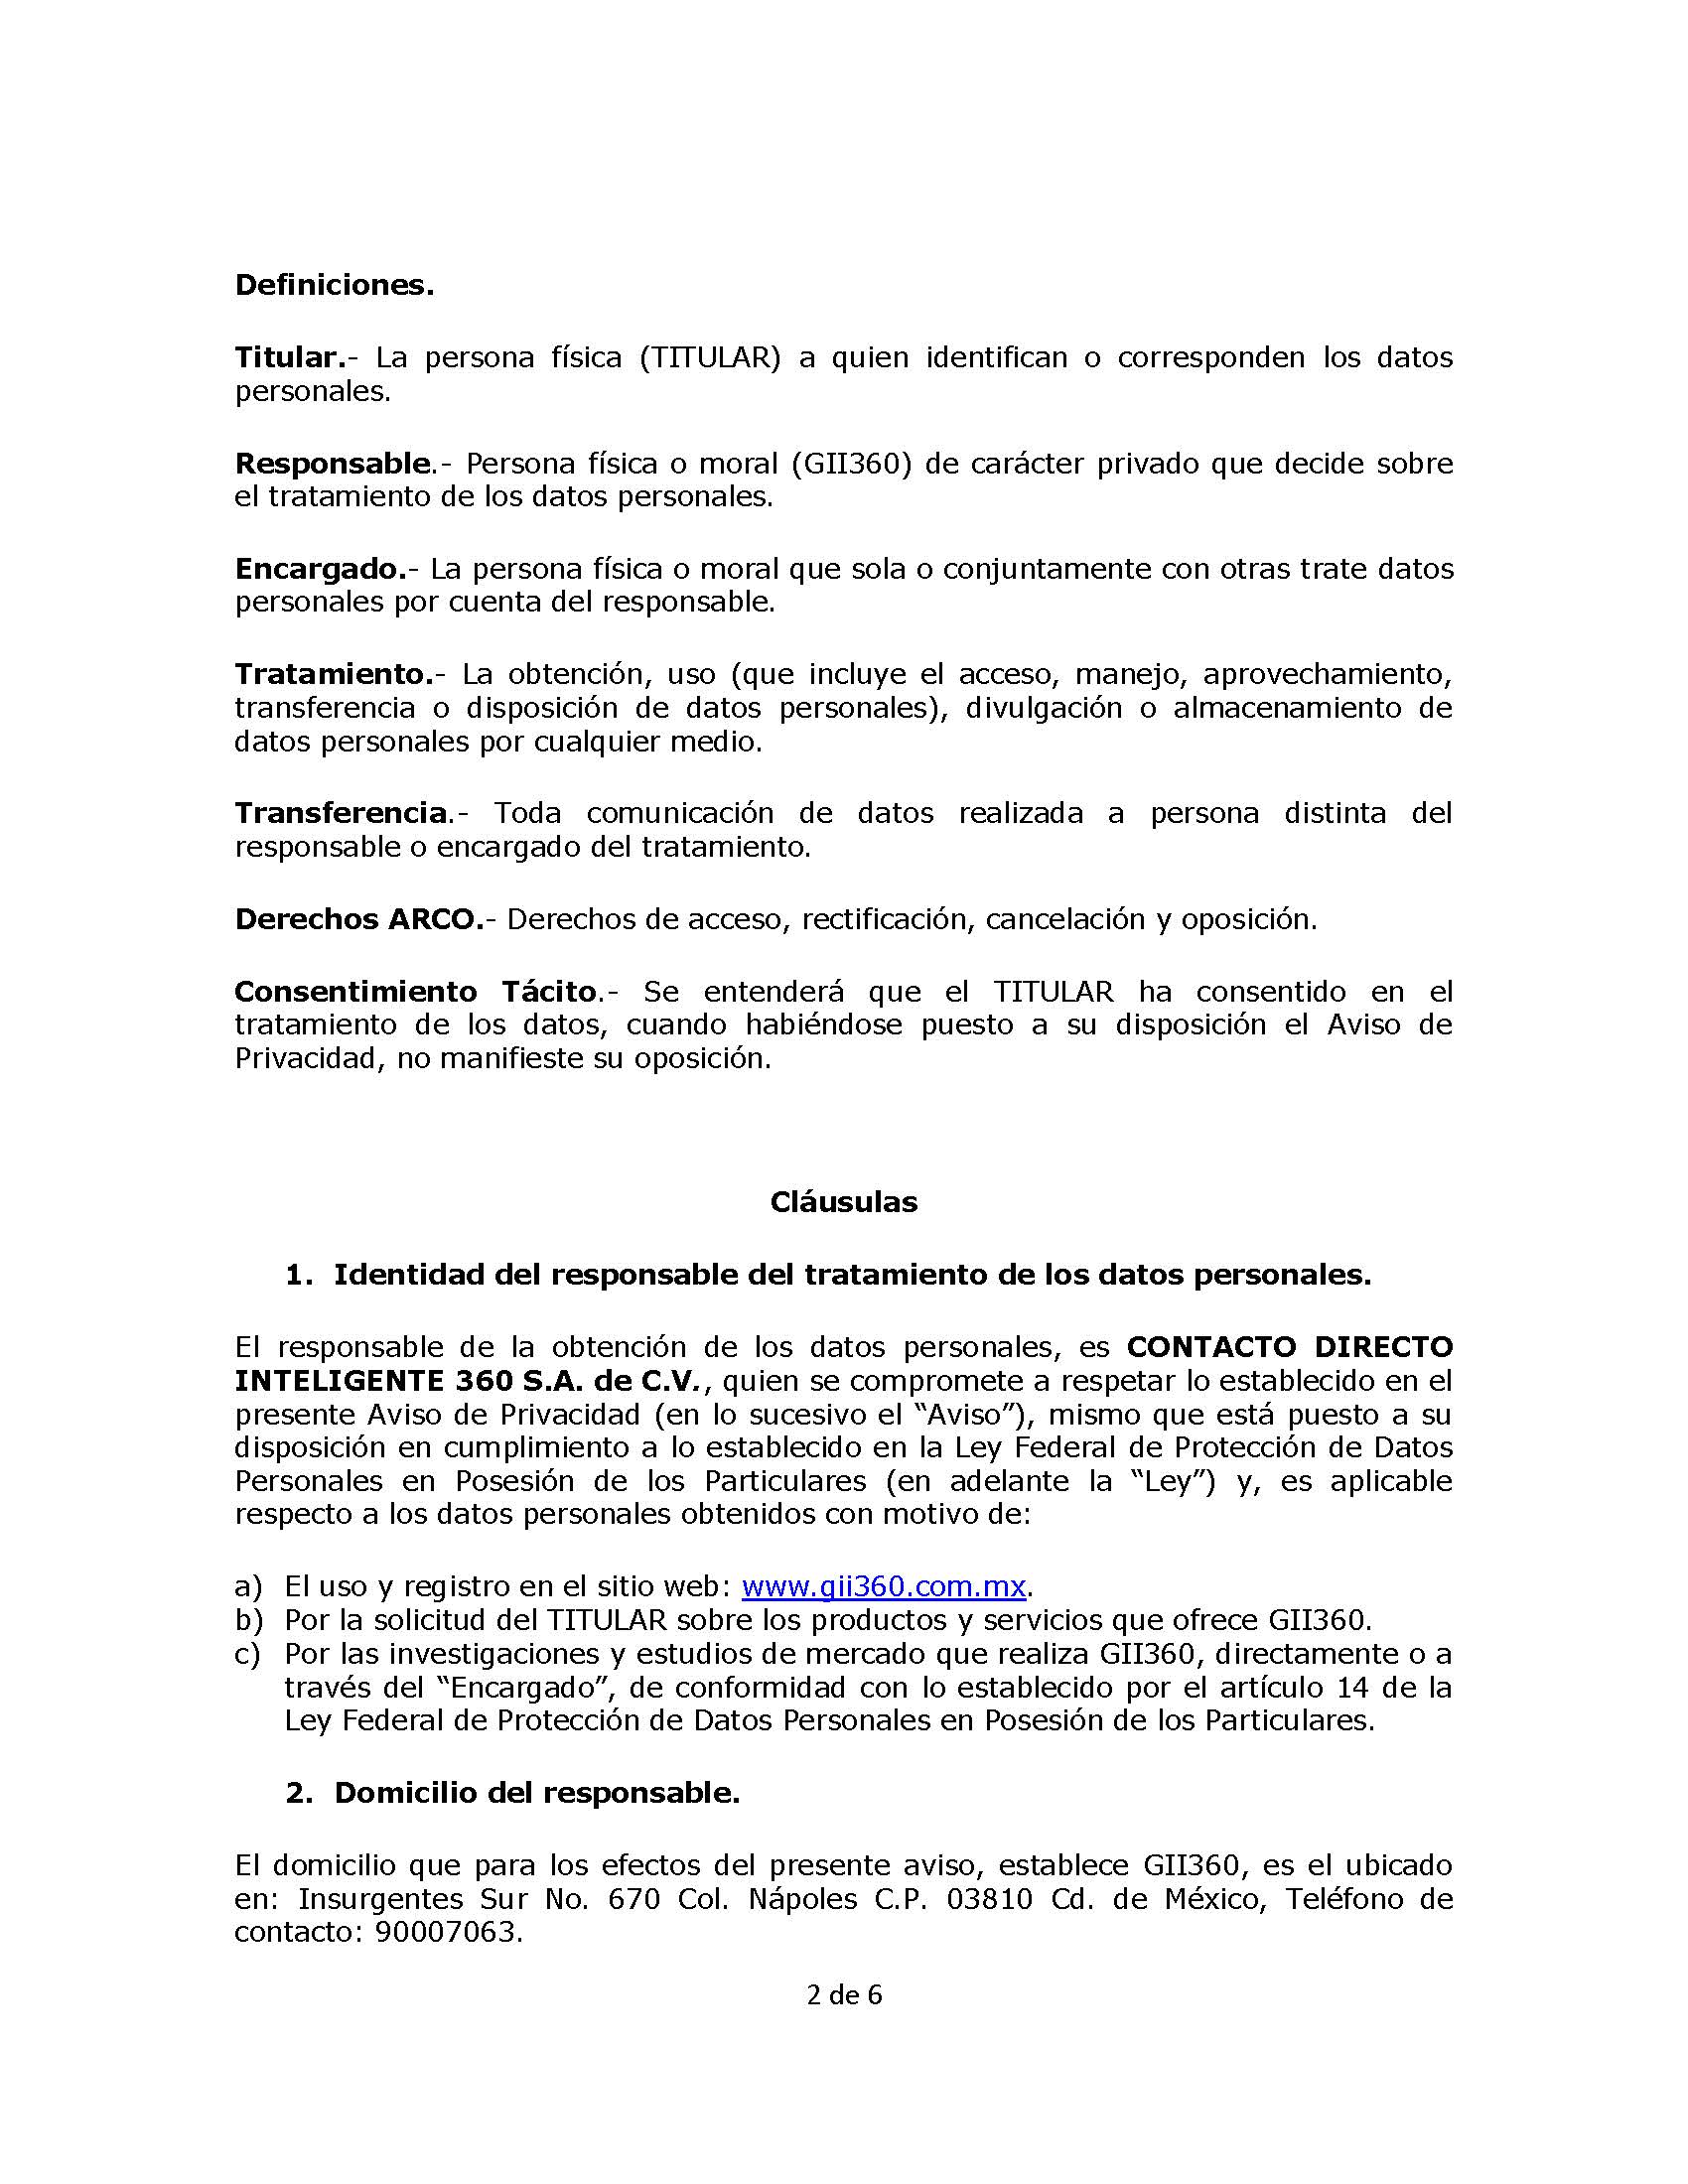 Definiciones.
Titular.- La persona física (TITULAR) a quien identifican o corresponden los datos
personales.
Responsable.- Persona física o moral (GII360) de carácter privado que decide sobre
el tratamiento de los datos personales.
Encargado.- La persona física o moral que sola o conjuntamente con otras trate datos
personales por cuenta del responsable.
Tratamiento.- La obtención, uso (que incluye el acceso, manejo, aprovechamiento,
transferencia o disposición de datos personales), divulgación o almacenamiento de
datos personales por cualquier medio.
Transferencia.- Toda comunicación de datos realizada a persona distinta del
responsable o encargado del tratamiento.
Derechos ARCO.- Derechos de acceso, rectificación, cancelación y oposición.
Consentimiento Tácito.- Se entenderá que el TITULAR ha consentido en el
tratamiento de los datos, cuando habiéndose puesto a su disposición el Aviso de
Privacidad, no manifieste su oposición.
Cláusulas
1. Identidad del responsable del tratamiento de los datos personales.
El responsable de la obtención de los datos personales, es CONTACTO DIRECTO
INTELIGENTE 360 S.A. de C.V., quien se compromete a respetar lo establecido en el
presente Aviso de Privacidad (en lo sucesivo el “Aviso”), mismo que está puesto a su
disposición en cumplimiento a lo establecido en la Ley Federal de Protección de Datos
Personales en Posesión de los Particulares (en adelante la “Ley”) y, es aplicable
respecto a los datos personales obtenidos con motivo de:
a) El uso y registro en el sitio web: www.gii360.com.mx.
b) Por la solicitud del TITULAR sobre los productos y servicios que ofrece GII360.
c) Por las investigaciones y estudios de mercado que realiza GII360, directamente o a
través del “Encargado”, de conformidad con lo establecido por el artículo 14 de la
Ley Federal de Protección de Datos Personales en Posesión de los Particulares.
2. Domicilio del responsable.
El domicilio que para los efectos del presente aviso, establece GII360, es el ubicado
en: Insurgentes Sur No. 670 Col. Nápoles C.P. 03810 Cd. de México, Teléfono de
contacto: 90007063.
2 de 6